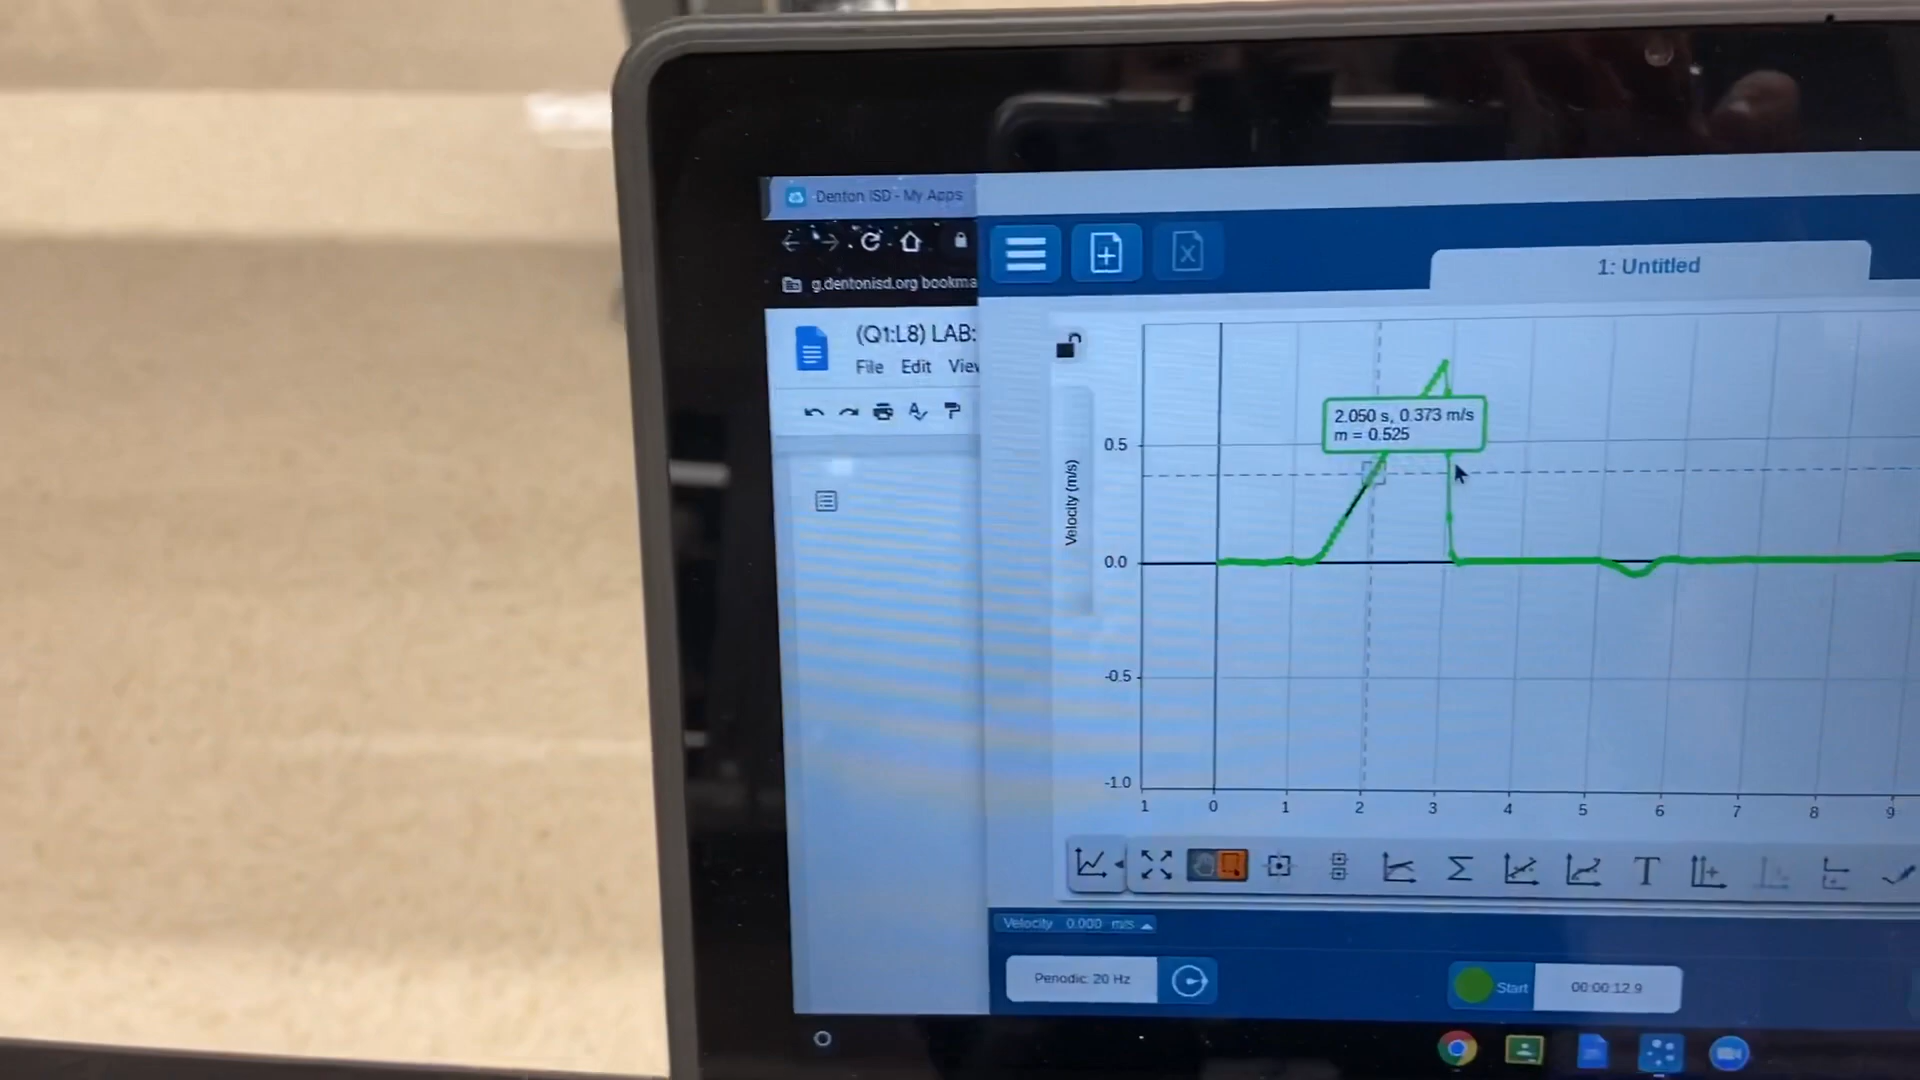 Denton ISD - My Apps
g.dentonisd.org bookma
(Q1:L8) LAB:
File Edit View
1: Untitled
2.050 s, 0.373 m/s
m = 0.525
Velocity (m/s)
0.5
0.0
-0.5
-1.0
1 0 1 2 3 4 5 6 7 8 9
Velocity 0.000 m/s
Periodic: 20 Hz
Start 00:00:12.9